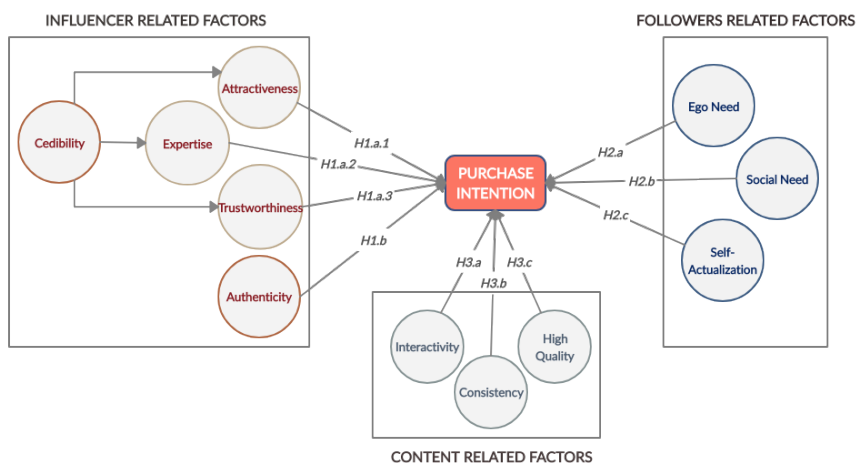 INFLUENCER RELATED FACTORS
FOLLOWERS RELATED FACTORS
Attractiveness
Cedibility
Expertise
Trustworthiness
Authenticity
H1.a.1
H1.a.2
H1.a.3
H1.b
PURCHASE
INTENTION
Ego Need
Social Need
Self-
Actualization
H2.a
H2.b
H2.c
H3.a
H3.b
H3.c
Interactivity
Consistency
High
Quality
CONTENT RELATED FACTORS